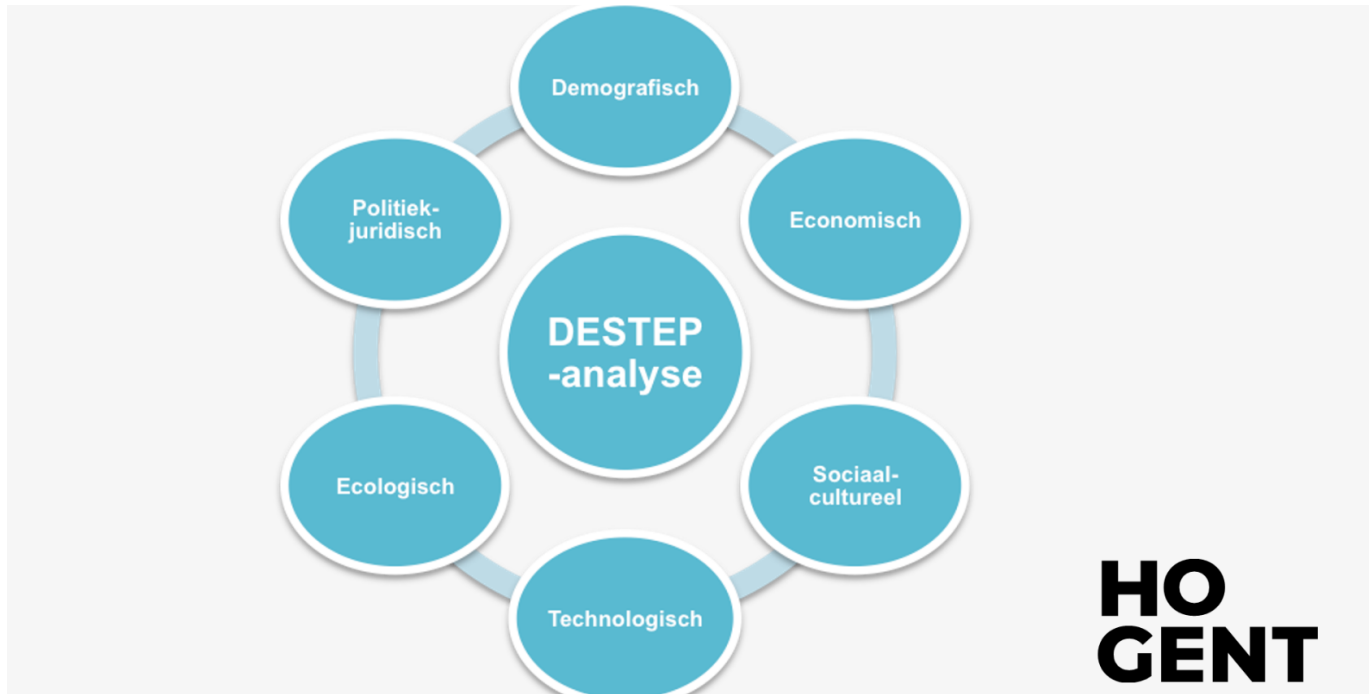 Demografisch
Economisch
Sociaal-
cultureel
Technologisch
Ecologisch
Politiek-
juridisch
DESTEP
-analyse
HO
GENT